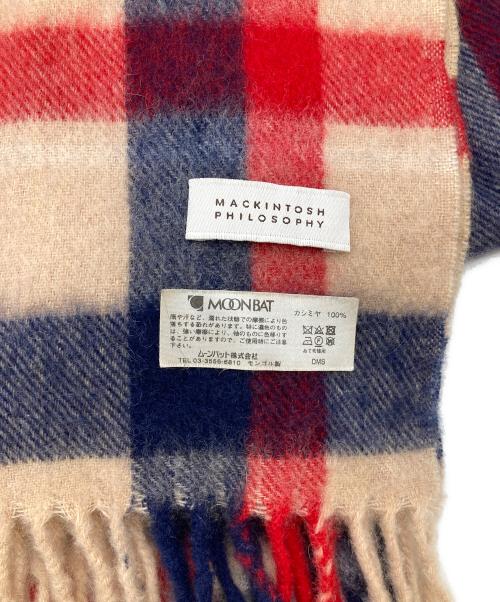 MACKINTOSH
PHILOSOPHY
MOONBAT
カシミヤ 100%
雨や汗など、濡れた状態での摩擦により色
落ちする恐れがあります。特に濃色のもの
は、強い摩擦により、他のものに色移りす
ることがありますので、ご使用時にご注意
下さい。
あて布使用
ムーンバット株式会社
TEL 03-3556-6810 モンゴル製
DMS